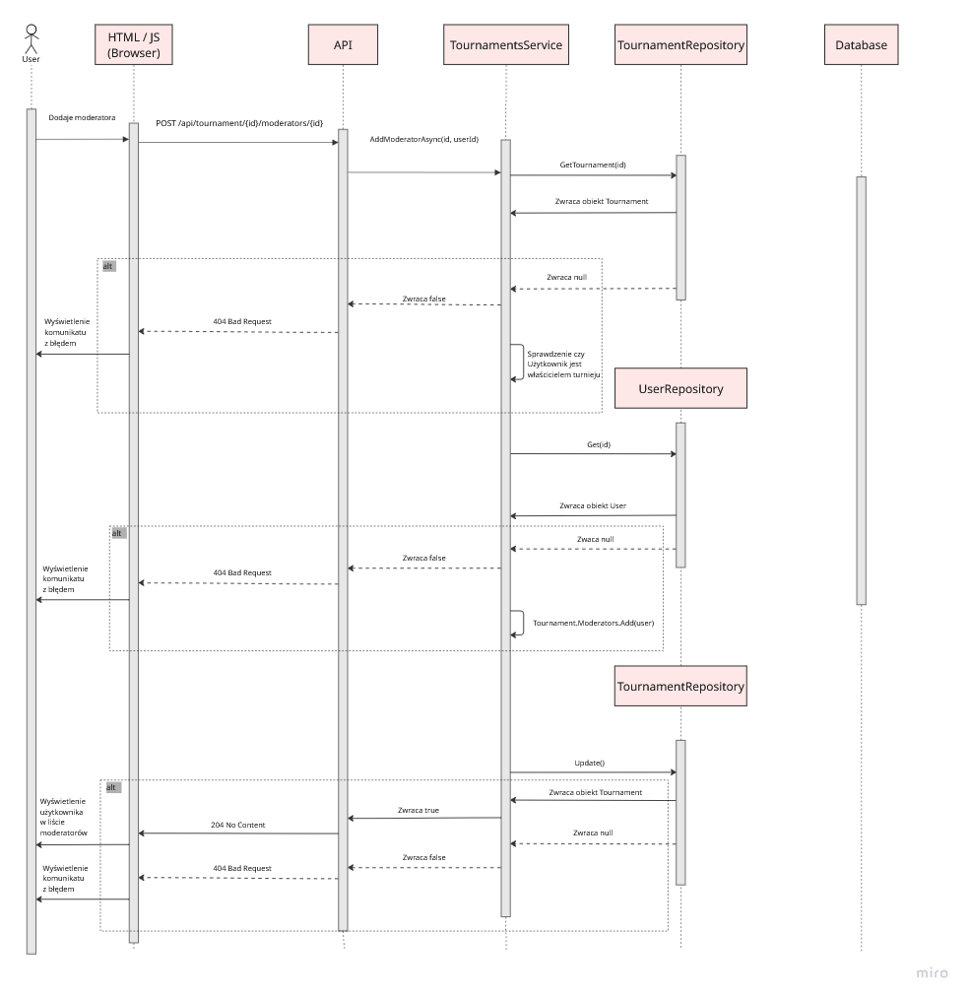 User
HTML / JS
(Browser)
API
TournamentsService
TournamentRepository
Database
Dodaje moderatora
POST /api/tournament/{id}/moderators/{id}
AddModeratorAsync(id, userId)
GetTournament(id)
Zwraca obiekt Tournament
alt
Zwraca null
Zwraca false
404 Bad Request
Wyświetlenie
komunikatu
z błędem
Sprawdzenie czy
Użytkownik jest
właścicielem turnieju
UserRepository
Get(id)
Zwraca obiekt User
alt
Zwaca null
Zwraca false
404 Bad Request
Wyświetlenie
komunikatu
z błędem
Tournament.Moderators.Add(user)
TournamentRepository
Update()
alt
Zwraca obiekt Tournament
Zwraca true
204 No Content
Wyświetlenie
użytkownika
w liście
moderatorów
Zwraca null
Zwraca false
404 Bad Request
Wyświetlenie
komunikatu
z błędem
miro